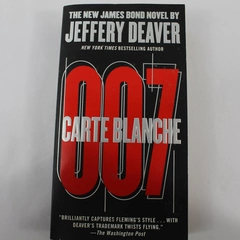 THE NEW JAMES BOND NOVEL BY
JEFFERY DEAVER
NEW YORK TIMES BESTSELLING AUTHOR
007
CARTE BLANCHE
"BRILLIANTLY CAPTURES FLEMING'S STYLE . . . WITH
DEAVER'S TRADEMARK TWISTS FLYING."
—The Washington Post